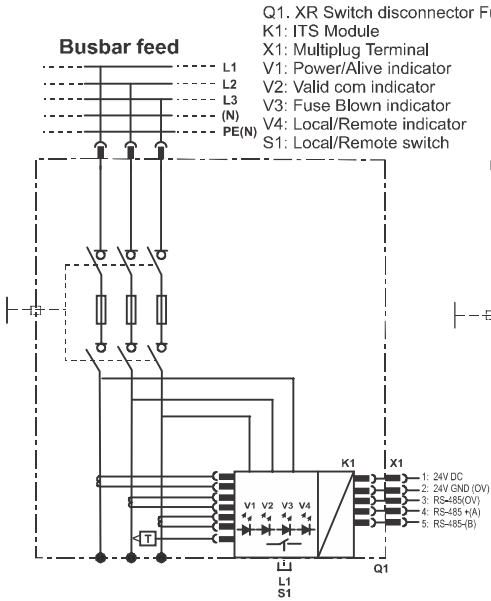 Q1. XR Switch disconnector
K1: ITS Module
X1: Multiplug Terminal
V1: Power/Alive indicator
V2: Valid com indicator
V3: Fuse Blown indicator
V4: Local/Remote indicator
S1: Local/Remote switch
Busbar feed
L1
L2
L3
(N)
PE(N)
K1 X1
1: 24V DC
2: 24V GND (OV)
3: RS-485(OV)
4: RS-485 +(A)
5: RS-485-(B)
V1 V2 V3 V4
T
Q1
L1
S1